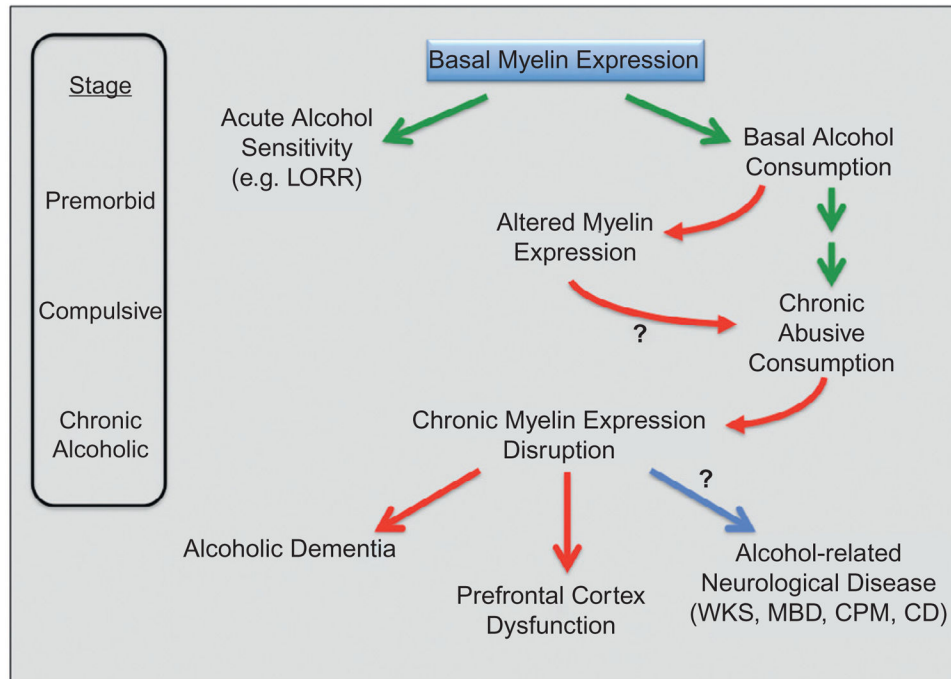 Stage
Premorbid
Compulsive
Chronic
Alcoholic
Basal Myelin Expression
Acute Alcohol
Sensitivity
(e.g. LORR)
Basal Alcohol
Consumption
Altered Myelin
Expression
?
Chronic
Abusive
Consumption
Chronic Myelin Expression
Disruption
?
Alcoholic Dementia
Prefrontal Cortex
Dysfunction
Alcohol-related
Neurological Disease
(WKS, MBD, CPM, CD)